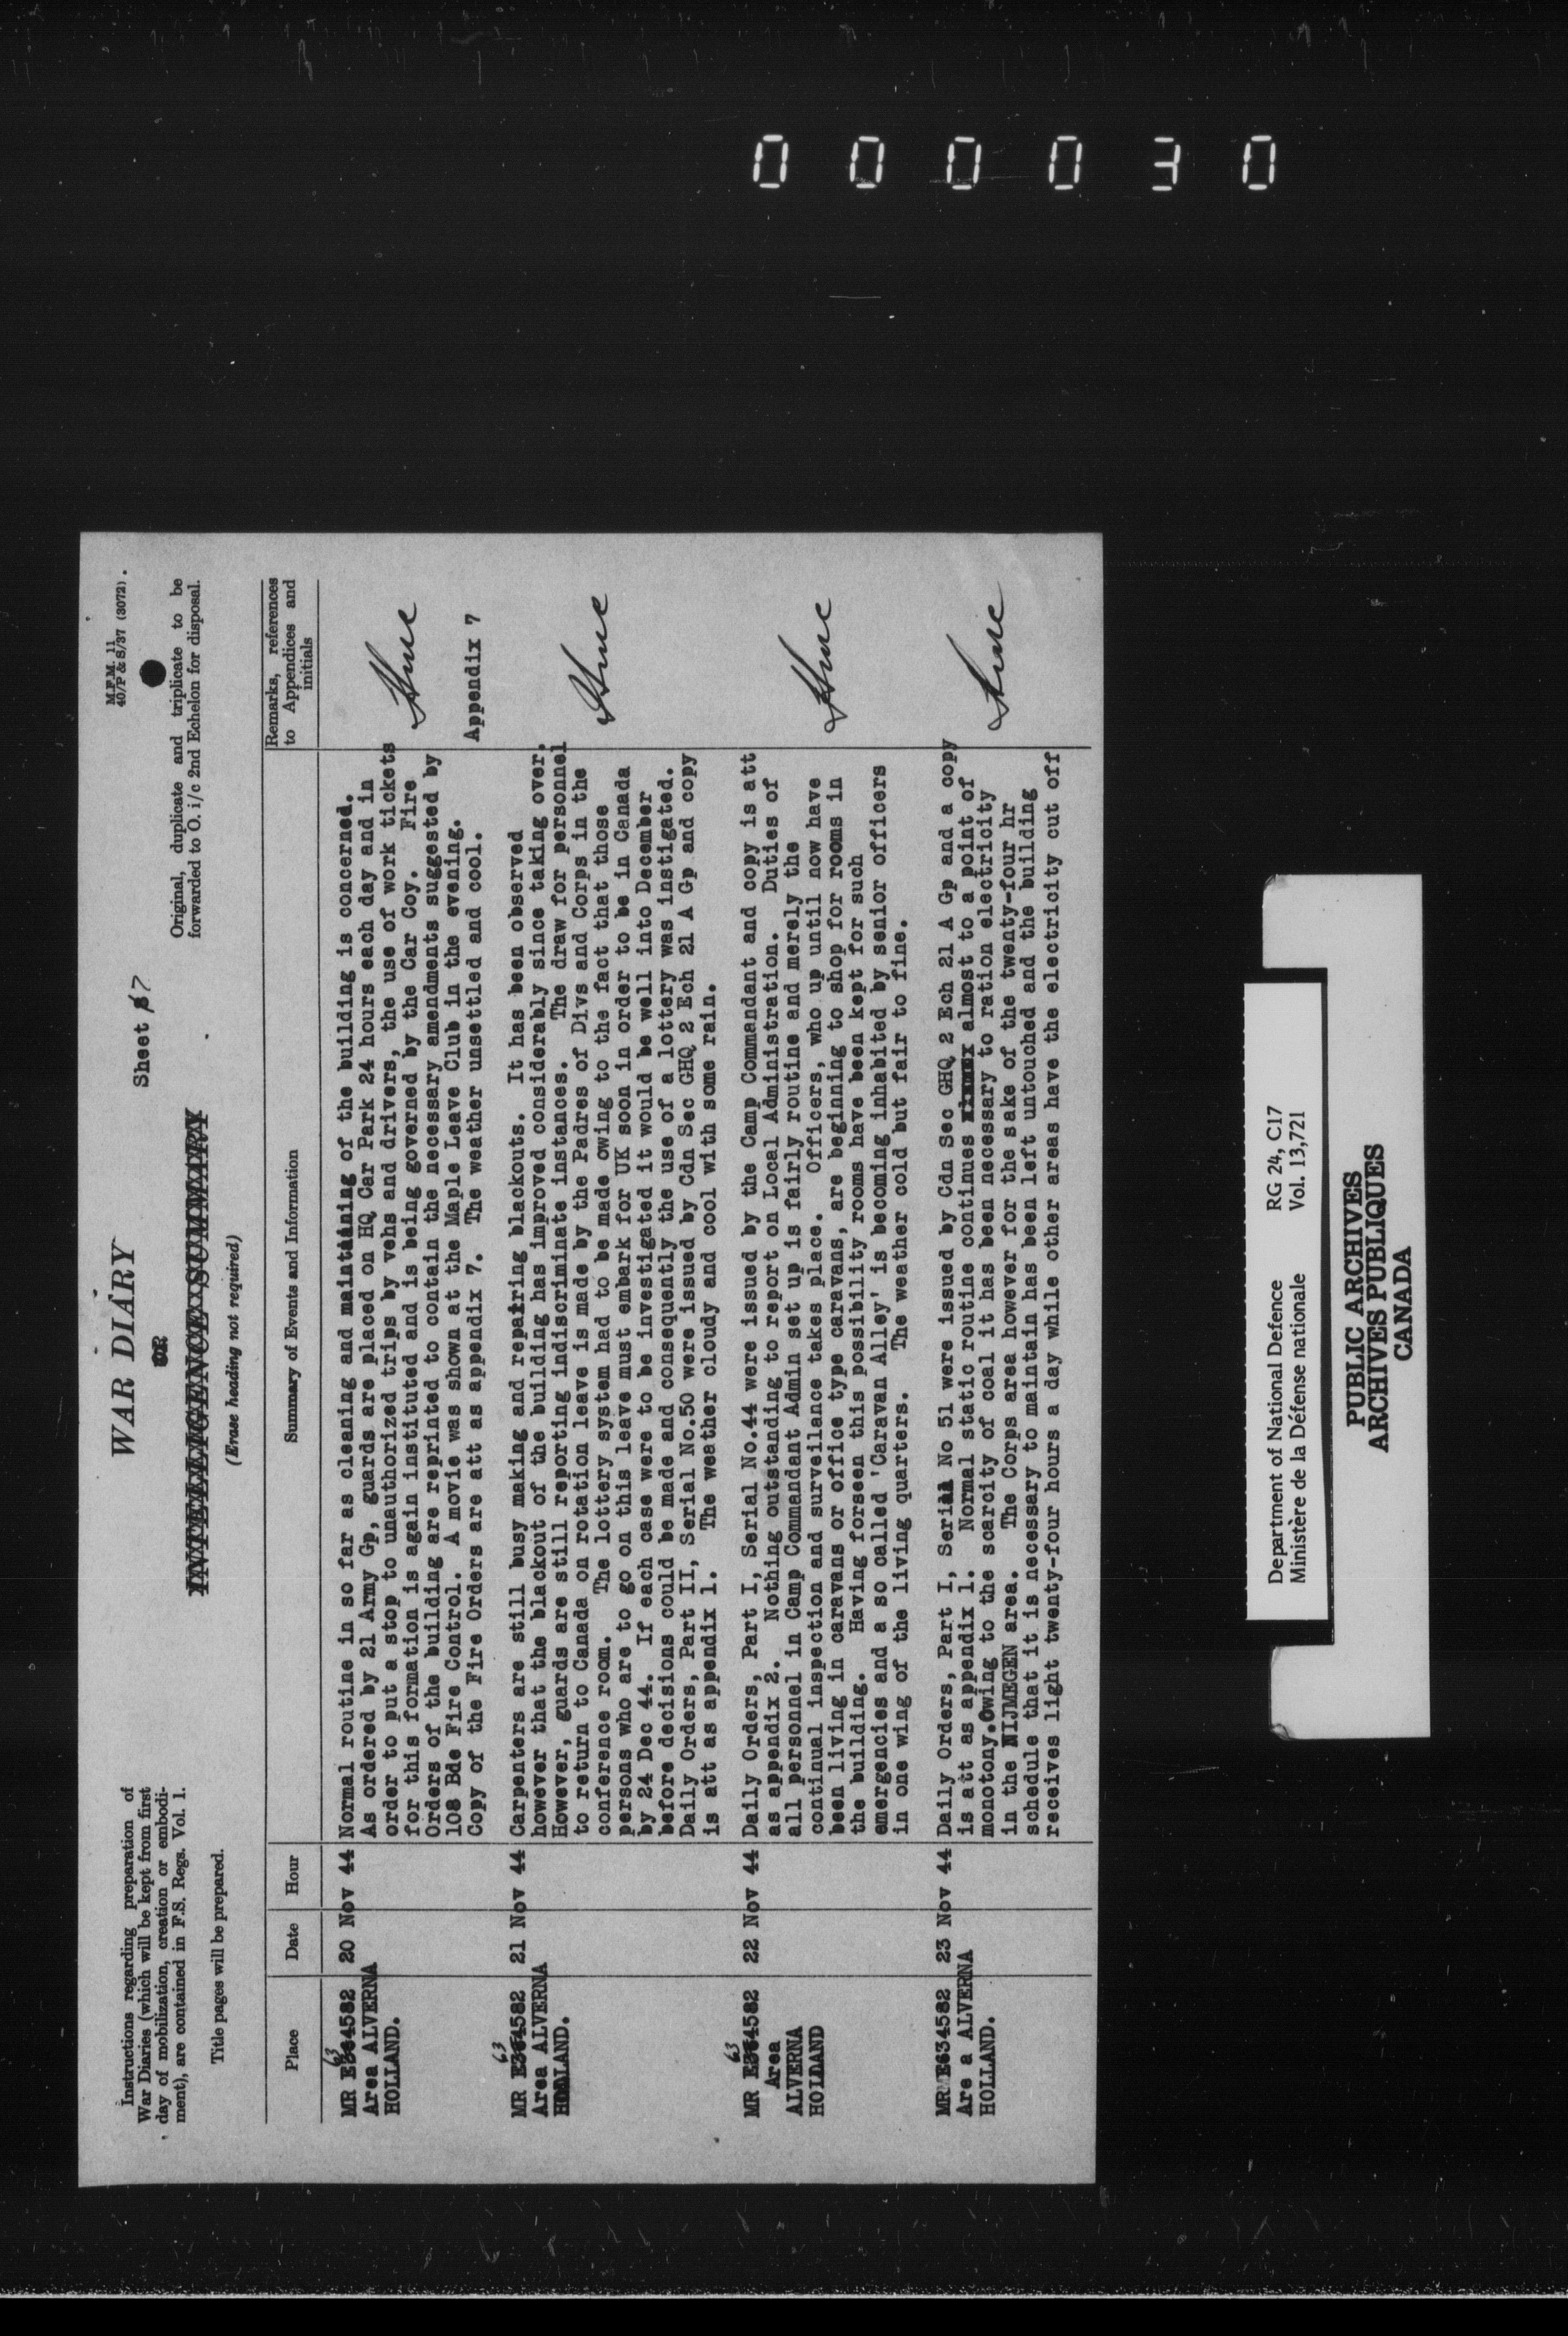 000030
Instructions regarding preparation of
War Diaries (which will be kept from first
day of mobilization, creation or embodi-
ment), are contained in F.S. Regs. Vol. 1.
Title pages will be prepared.
WAR DIARY
OR
INTELLIGENCE SUMMARY
(Erase heading not required)
Sheet 7
M.F.M. 11
40/P & S/37 (3072).
Original, duplicate and triplicate to be
forwarded to O. i/c 2nd Echelon for disposal.
Place Date Hour Summary of Events and Information Remarks, references
to Appendices and
initials
MR E634582 20 Nov 44
Area ALVERNA
HOLLAND.
Normal routine in so far as cleaning and maintaining of the building is concerned.
As ordered by 21 Army Gp, guards are placed on HQ Car Park 24 hours each day and in
order to put a stop to unauthorized trips by vehs and drivers, the use of work tickets
for this formation is again instituted and is being governed by the Car Coy. Fire
Orders of the building are reprinted to contain the necessary amendments suggested by
108 Bde Fire Control. A movie was shown at the Maple Leave Club in the evening.
Copy of the Fire Orders are att as appendix 7. The weather unsettled and cool.
Appendix 7
MR E634582 21 Nov 44
Area ALVERNA
HOLLAND.
Carpenters are still busy making and repairing blackouts. It has been observed
however that the blackout of the building has improved considerably since taking over.
However, guards are still reporting indiscriminate instances. The draw for personnel
to return to Canada on rotation leave is made by the Padres of Divs and Corps in the
conference room. The lottery system had to be made owing to the fact that those
persons who are to go on this leave must embark for UK soon in order to be in Canada
by 24 Dec 44. If each case were to be investigated it would be well into December
before decisions could be made and consequently the use of a lottery was instigated.
Daily Orders, Part II, Serial No.50 were issued by Cdn Sec GHQ 2 Ech 21 A Gp and copy
is att as appendix 1. The weather cloudy and cool with some rain.
MR E634582 22 Nov 44
Area
ALVERNA
HOLDAND
Daily Orders, Part I, Serial No.44 were issued by the Camp Commandant and copy is att
as appendix 2. Nothing outstanding to report on Local Administration. Duties of
all personnel in Camp Commandant Admin set up is fairly routine and merely the
continual inspection and surveilance takes place. Officers, who up until now have
been living in caravans or office type caravans, are beginning to shop for rooms in
the building. Having forseen this possibility rooms have been kept for such
emergencies and a so called 'Caravan Alley' is becoming inhabited by senior officers
in one wing of the living quarters. The weather cold but fair to fine.
MR E634582 23 Nov 44
Are a ALVERNA
HOLLAND.
Daily Orders, Part I, Serial No 51 were issued by Cdn Sec GHQ 2 Ech 21 A Gp and a copy
is att as appendix 1. Normal static routine continues almost to a point of
monotony.Owing to the scarcity of coal it has been necessary to ration electricity
in the NIJMEGEN area. The Corps area however for the sake of the twenty-four hr
schedule that it is necessary to maintain has been left untouched and the building
receives light twenty-four hours a day while other areas have the electricity cut off
Department of National Defence RG 24, C17
Ministère de la Défense nationale Vol. 13,721
PUBLIC ARCHIVES
ARCHIVES PUBLIQUES
CANADA